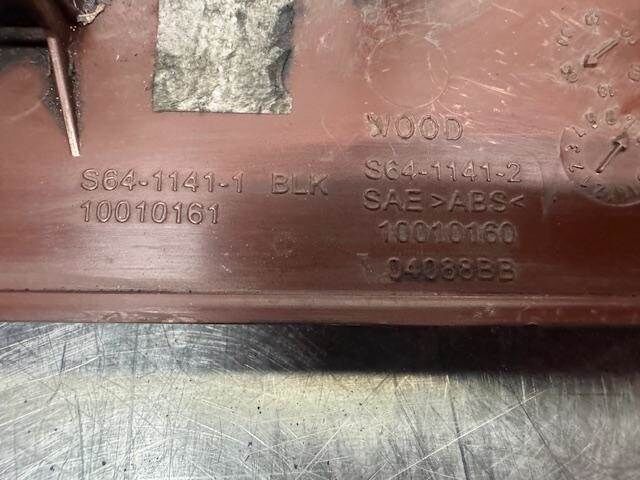 WOOD
S64-1141-1 BLK
10010161
S64-1141-2
SAE >ABS<
10010160
04088BB